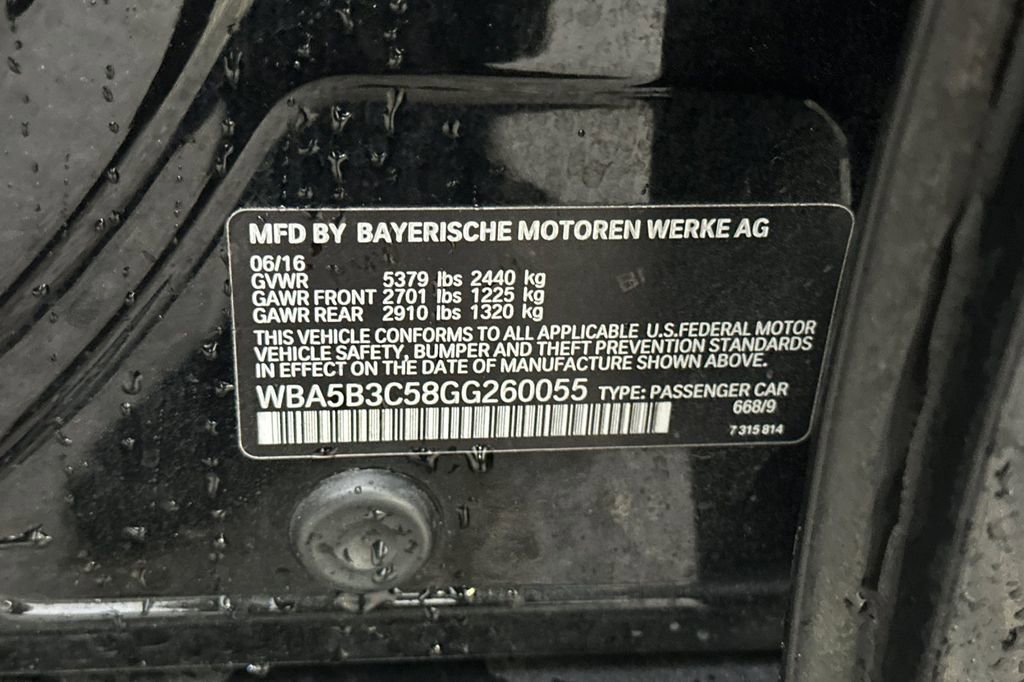 MFD BY BAYERISCHE MOTOREN WERKE AG
06/16
GVWR 5379 lbs 2440 kg
GAWR FRONT 2701 lbs 1225 kg
GAWR REAR 2910 lbs 1320 kg
THIS VEHICLE CONFORMS TO ALL APPLICABLE U.S.FEDERAL MOTOR
VEHICLE SAFETY, BUMPER AND THEFT PREVENTION STANDARDS
IN EFFECT ON THE DATE OF MANUFACTURE SHOWN ABOVE.
WBA5B3C58GG260055 TYPE: PASSENGER CAR
668/9
7 315 814